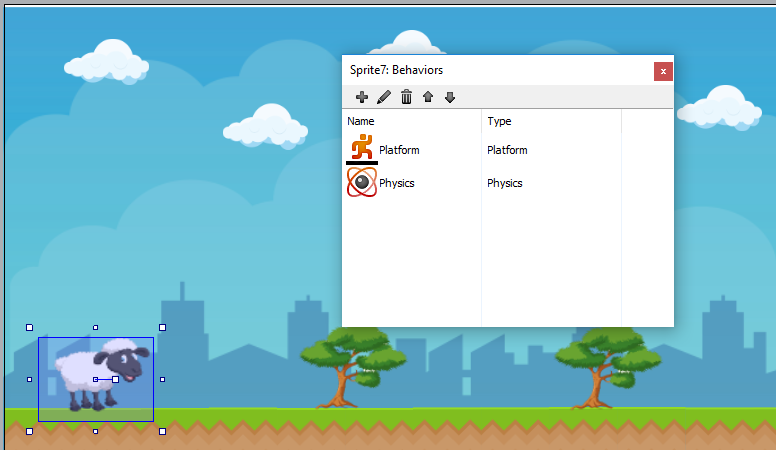 Sprite7: Behaviors
x
Name Type
Platform Platform
Physics Physics